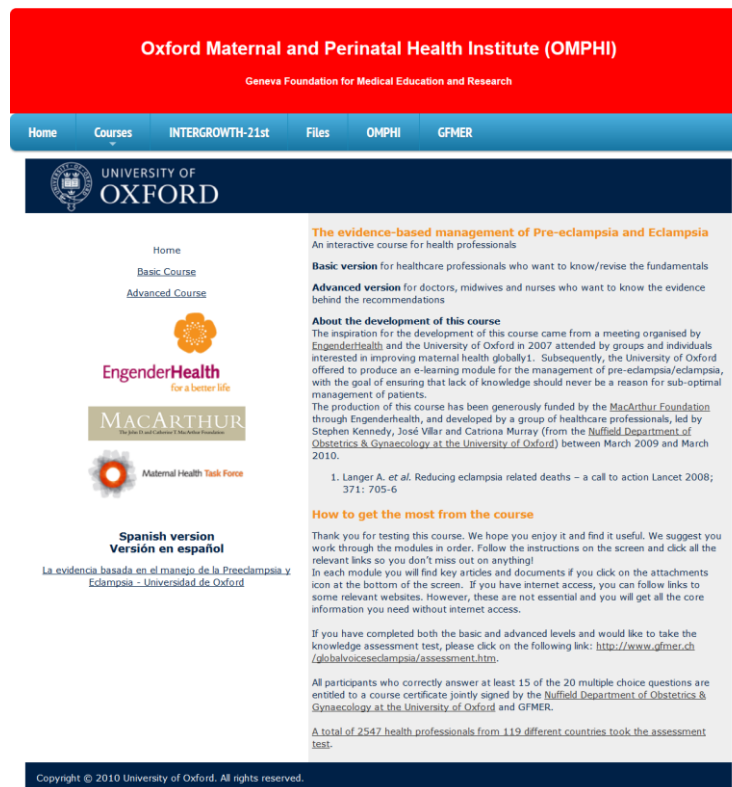 Oxford Maternal and Perinatal Health Institute (OMPHI)
Geneva Foundation for Medical Education and Research
Home Courses INTERGROWTH-21st Files OMPHI GFMER
UNIVERSITY OF
OXFORD
Home
Basic Course
Advanced Course
EngenderHealth
for a better life
MACARTHUR
The John D. and Catherine T. MacArthur Foundation
Maternal Health Task Force
Spanish version
Versión en español
La evidencia basada en el manejo de la Preeclampsia y
Eclampsia - Universidad de Oxford
The evidence-based management of Pre-eclampsia and Eclampsia
An interactive course for health professionals
Basic version for healthcare professionals who want to know/revise the fundamentals
Advanced version for doctors, midwives and nurses who want to know the evidence
behind the recommendations
About the development of this course
The inspiration for the development of this course came from a meeting organised by
EngenderHealth and the University of Oxford in 2007 attended by groups and individuals
interested in improving maternal health globally1. Subsequently, the University of Oxford
offered to produce an e-learning module for the management of pre-eclampsia/eclampsia,
with the goal of ensuring that lack of knowledge should never be a reason for sub-optimal
management of patients.
The production of this course has been generously funded by the MacArthur Foundation
through Engenderhealth, and developed by a group of healthcare professionals, led by
Stephen Kennedy, José Villar and Catriona Murray (from the Nuffield Department of
Obstetrics & Gynaecology at the University of Oxford) between March 2009 and March
2010.
1. Langer A. et al. Reducing eclampsia related deaths – a call to action Lancet 2008;
371: 705-6
How to get the most from the course
Thank you for testing this course. We hope you enjoy it and find it useful. We suggest you
work through the modules in order. Follow the instructions on the screen and click all the
relevant links so you don't miss out on anything!
In each module you will find key articles and documents if you click on the attachments
icon at the bottom of the screen. If you have internet access, you can follow links to
some relevant websites. However, these are not essential and you will get all the core
information you need without internet access.
If you have completed both the basic and advanced levels and would like to take the
knowledge assessment test, please click on the following link: http://www.gfmer.ch
/globalvoiceseclampsia/assessment.htm.
All participants who correctly answer at least 15 of the 20 multiple choice questions are
entitled to a course certificate jointly signed by the Nuffield Department of Obstetrics &
Gynaecology at the University of Oxford and GFMER.
A total of 2547 health professionals from 119 different countries took the assessment
test.
Copyright © 2010 University of Oxford. All rights reserved.